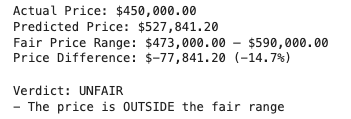 Actual Price: $450,000.00
Predicted Price: $527,841.20
Fair Price Range: $473,000.00 – $590,000.00
Price Difference: $-77,841.20 (-14.7%)

Verdict: UNFAIR
– The price is OUTSIDE the fair range